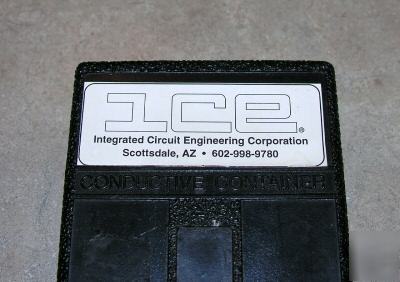 ice®
Integrated Circuit Engineering Corporation
Scottsdale, AZ • 602-998-9780
CONDUCTIVE CONTAINER